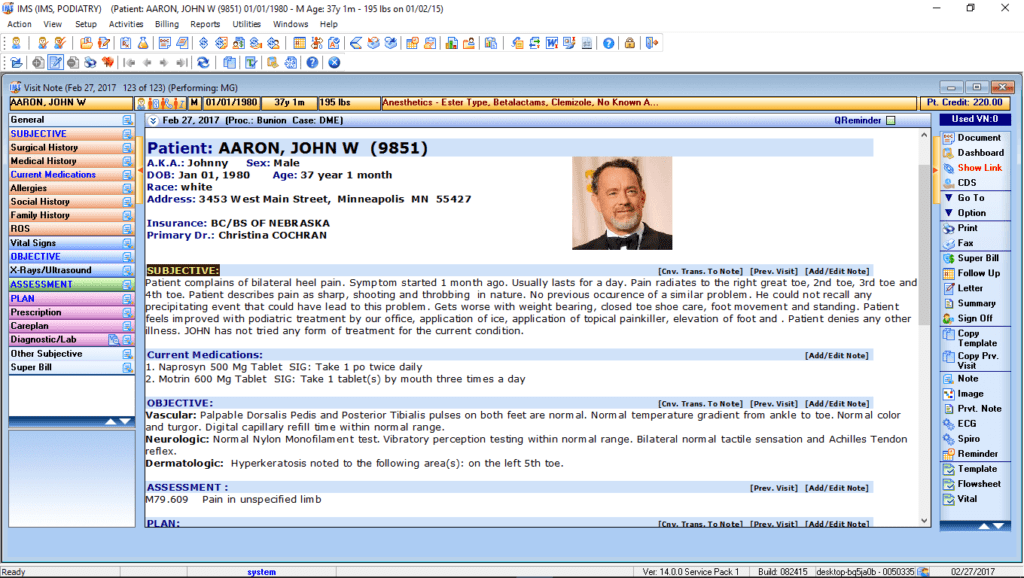 IMS (IMS, PODIATRY) (Patient: AARON, JOHN W 01/01/1980 - M Age: 37y 1m - 195 lbs on 01/02/15)
Action View Setup Activities Billing Reports Utilities Windows Help
Visit Note (Feb 27, 2017 123 of 123) (Performing: MG)
AARON, JOHN W M 01/01/1980 37y 1m 195 lbs Anesthetics - Ester Type, Betalactams, Clemizole, No Known A... Pt. Credit: 220.00
General
SUBJECTIVE
Surgical History
Medical History
Current Medications
Allergies
Social History
Family History
ROS
Vital Signs
OBJECTIVE
X-Rays/Ultrasound
ASSESSMENT
PLAN
Prescription
Careplan
Diagnostic/Lab
Other Subjective
Super Bill
Feb 27, 2017 (Proc.: Bunion Case: DME) QReminder
Patient: AARON, JOHN W (9851)
A.K.A.: Johnny Sex: Male
DOB: Jan 01, 1980 Age: 37 year 1 month
Race: white
Address: 3453 West Main Street, Minneapolis MN 55427
Insurance: BC/BS OF NEBRASKA
Primary Dr.: Christina COCHRAN
SUBJECTIVE: [Cnv. Trans. To Note] [Prev. Visit] [Add/Edit Note]
Patient complains of bilateral heel pain. Symptom started 1 month ago. Usually lasts for a day. Pain radiates to the right great toe, 2nd toe, 3rd toe and
4th toe. Patient describes pain as sharp, shooting and throbbing in nature. No previous occurence of a similar problem. He could not recall any
precipitating event that could have lead to this problem. Gets worse with weight bearing, closed toe shoe care, foot movement and standing. Patient
feels improved with podiatric treatment by our office, application of ice, application of topical painkiller, elevation of foot and . Patient denies any other
illness. JOHN has not tried any form of treatment for the current condition.
Current Medications: [Add/Edit Note]
1. Naprosyn 500 Mg Tablet SIG: Take 1 po twice daily
2. Motrin 600 Mg Tablet SIG: Take 1 tablet(s) by mouth three times a day
OBJECTIVE: [Cnv. Trans. To Note] [Prev. Visit] [Add/Edit Note]
Vascular: Palpable Dorsalis Pedis and Posterior Tibialis pulses on both feet are normal. Normal temperature gradient from ankle to toe. Normal color
and turgor. Digital capillary refill time within normal range.
Neurologic: Normal Nylon Monofilament test. Vibratory perception testing within normal range. Bilateral normal tactile sensation and Achilles Tendon
reflex.
Dermatologic: Hyperkeratosis noted to the following area(s): on the left 5th toe.
ASSESSMENT : [Prev. Visit] [Add/Edit Note]
M79.609 Pain in unspecified limb
PLAN: [Cnv. Trans. To Note] [Prev. Visit] [Add/Edit Note]
Used VN:0
Document
Dashboard
Show Link
CDS
Go To
Option
Print
Fax
Super Bill
Follow Up
Letter
Summary
Sign Off
Copy
Template
Copy Prv.
Visit
Note
Image
Prvt. Note
ECG
Spiro
Reminder
Template
Flowsheet
Vital
Ready system Ver: 14.0.0 Service Pack 1 Build: 082415 desktop-bq5ja0b - 0050335 02/27/2017